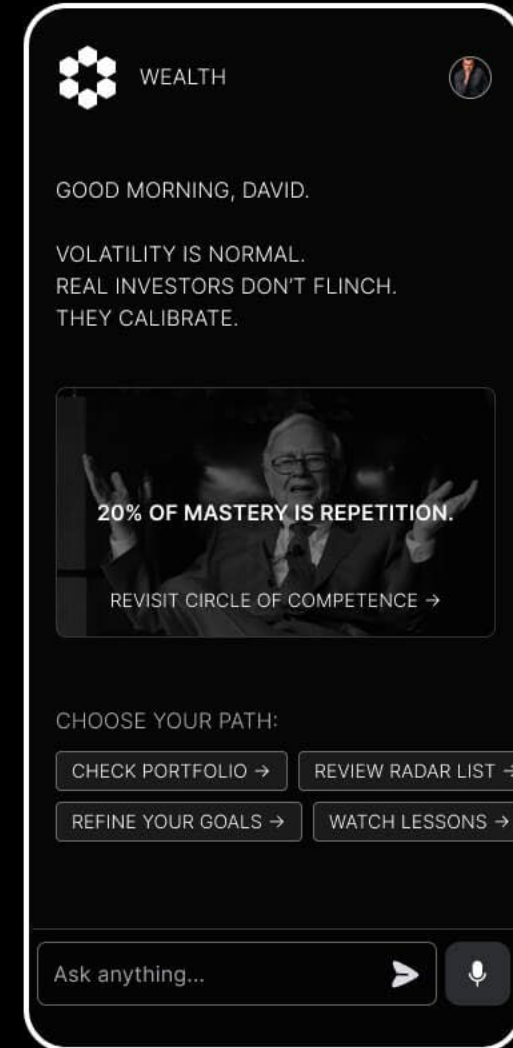 WEALTH
GOOD MORNING, DAVID.
VOLATILITY IS NORMAL.
REAL INVESTORS DON’T FLINCH.
THEY CALIBRATE.
20% OF MASTERY IS REPETITION.
REVISIT CIRCLE OF COMPETENCE →
CHOOSE YOUR PATH:
CHECK PORTFOLIO → REVIEW RADAR LIST →
REFINE YOUR GOALS → WATCH LESSONS →
Ask anything...